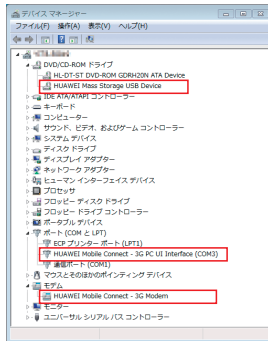 デバイス マネージャー
ファイル(F) 操作(A) 表示(V) ヘルプ(H)
DVD/CD-ROM ドライブ
HL-DT-ST DVD-ROM GDRH20N ATA Device
HUAWEI Mass Storage USB Device
IDE ATA/ATAPI コントローラー
キーボード
コンピューター
サウンド、ビデオ、およびゲーム コントローラー
システム デバイス
ディスク ドライブ
ディスプレイ アダプター
ネットワーク アダプター
ヒューマン インターフェイス デバイス
プロセッサ
フロッピー ディスク ドライブ
フロッピー ドライブ コントローラー
ポータブル デバイス
ポート (COM と LPT)
ECP プリンター ポート (LPT1)
HUAWEI Mobile Connect - 3G PC UI Interface (COM3)
通信ポート (COM1)
マウスとそのほかのポインティング デバイス
モデム
HUAWEI Mobile Connect - 3G Modem
モニター
ユニバーサル シリアル バス コントローラー